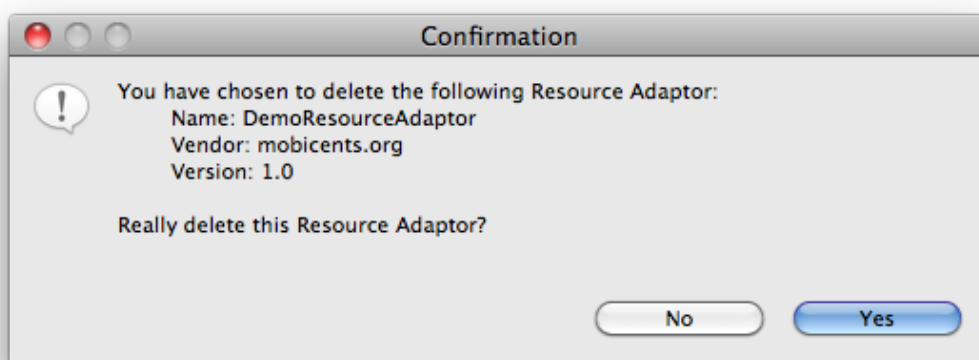 Confirmation
You have chosen to delete the following Resource Adaptor:
Name: DemoResourceAdaptor
Vendor: mobicents.org
Version: 1.0
Really delete this Resource Adaptor?
No
Yes